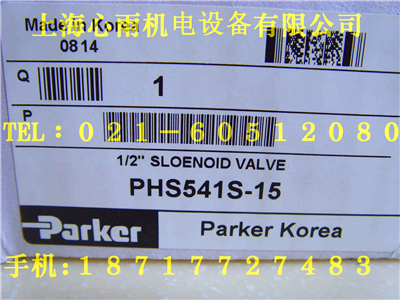 上海心雨机电设备有限公司
Made in Korea
0814
Q
1
P
TEL：021-60512080
1/2" SLOENOID VALVE
PHS541S-15
Parker
Parker Korea
手机:18717727483